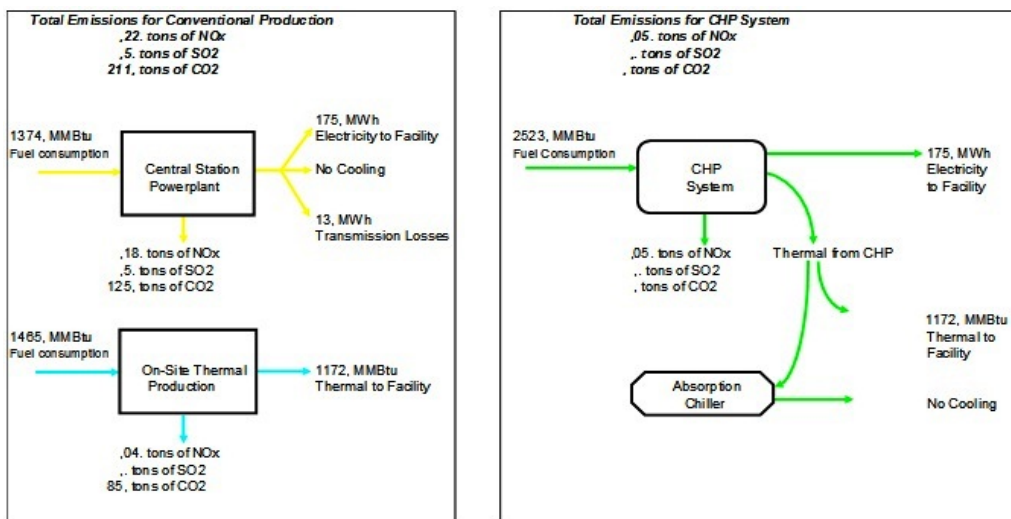 Total Emissions for Conventional Production
,22. tons of NOx
,5. tons of SO2
211, tons of CO2
1374, MMBtu
Fuel consumption
Central Station
Powerplant
175, MWh
Electricity to Facility
No Cooling
13, MWh
Transmission Losses
,18. tons of NOx
,5. tons of SO2
125, tons of CO2
1465, MMBtu
Fuel consumption
On-Site Thermal
Production
1172, MMBtu
Thermal to Facility
,04. tons of NOx
,. tons of SO2
85, tons of CO2
Total Emissions for CHP System
,05. tons of NOx
,. tons of SO2
, tons of CO2
2523, MMBtu
Fuel Consumption
CHP
System
175, MWh
Electricity
to Facility
,05. tons of NOx
,. tons of SO2
, tons of CO2
Thermal from CHP
1172, MMBtu
Thermal to
Facility
Absorption
Chiller
No Cooling